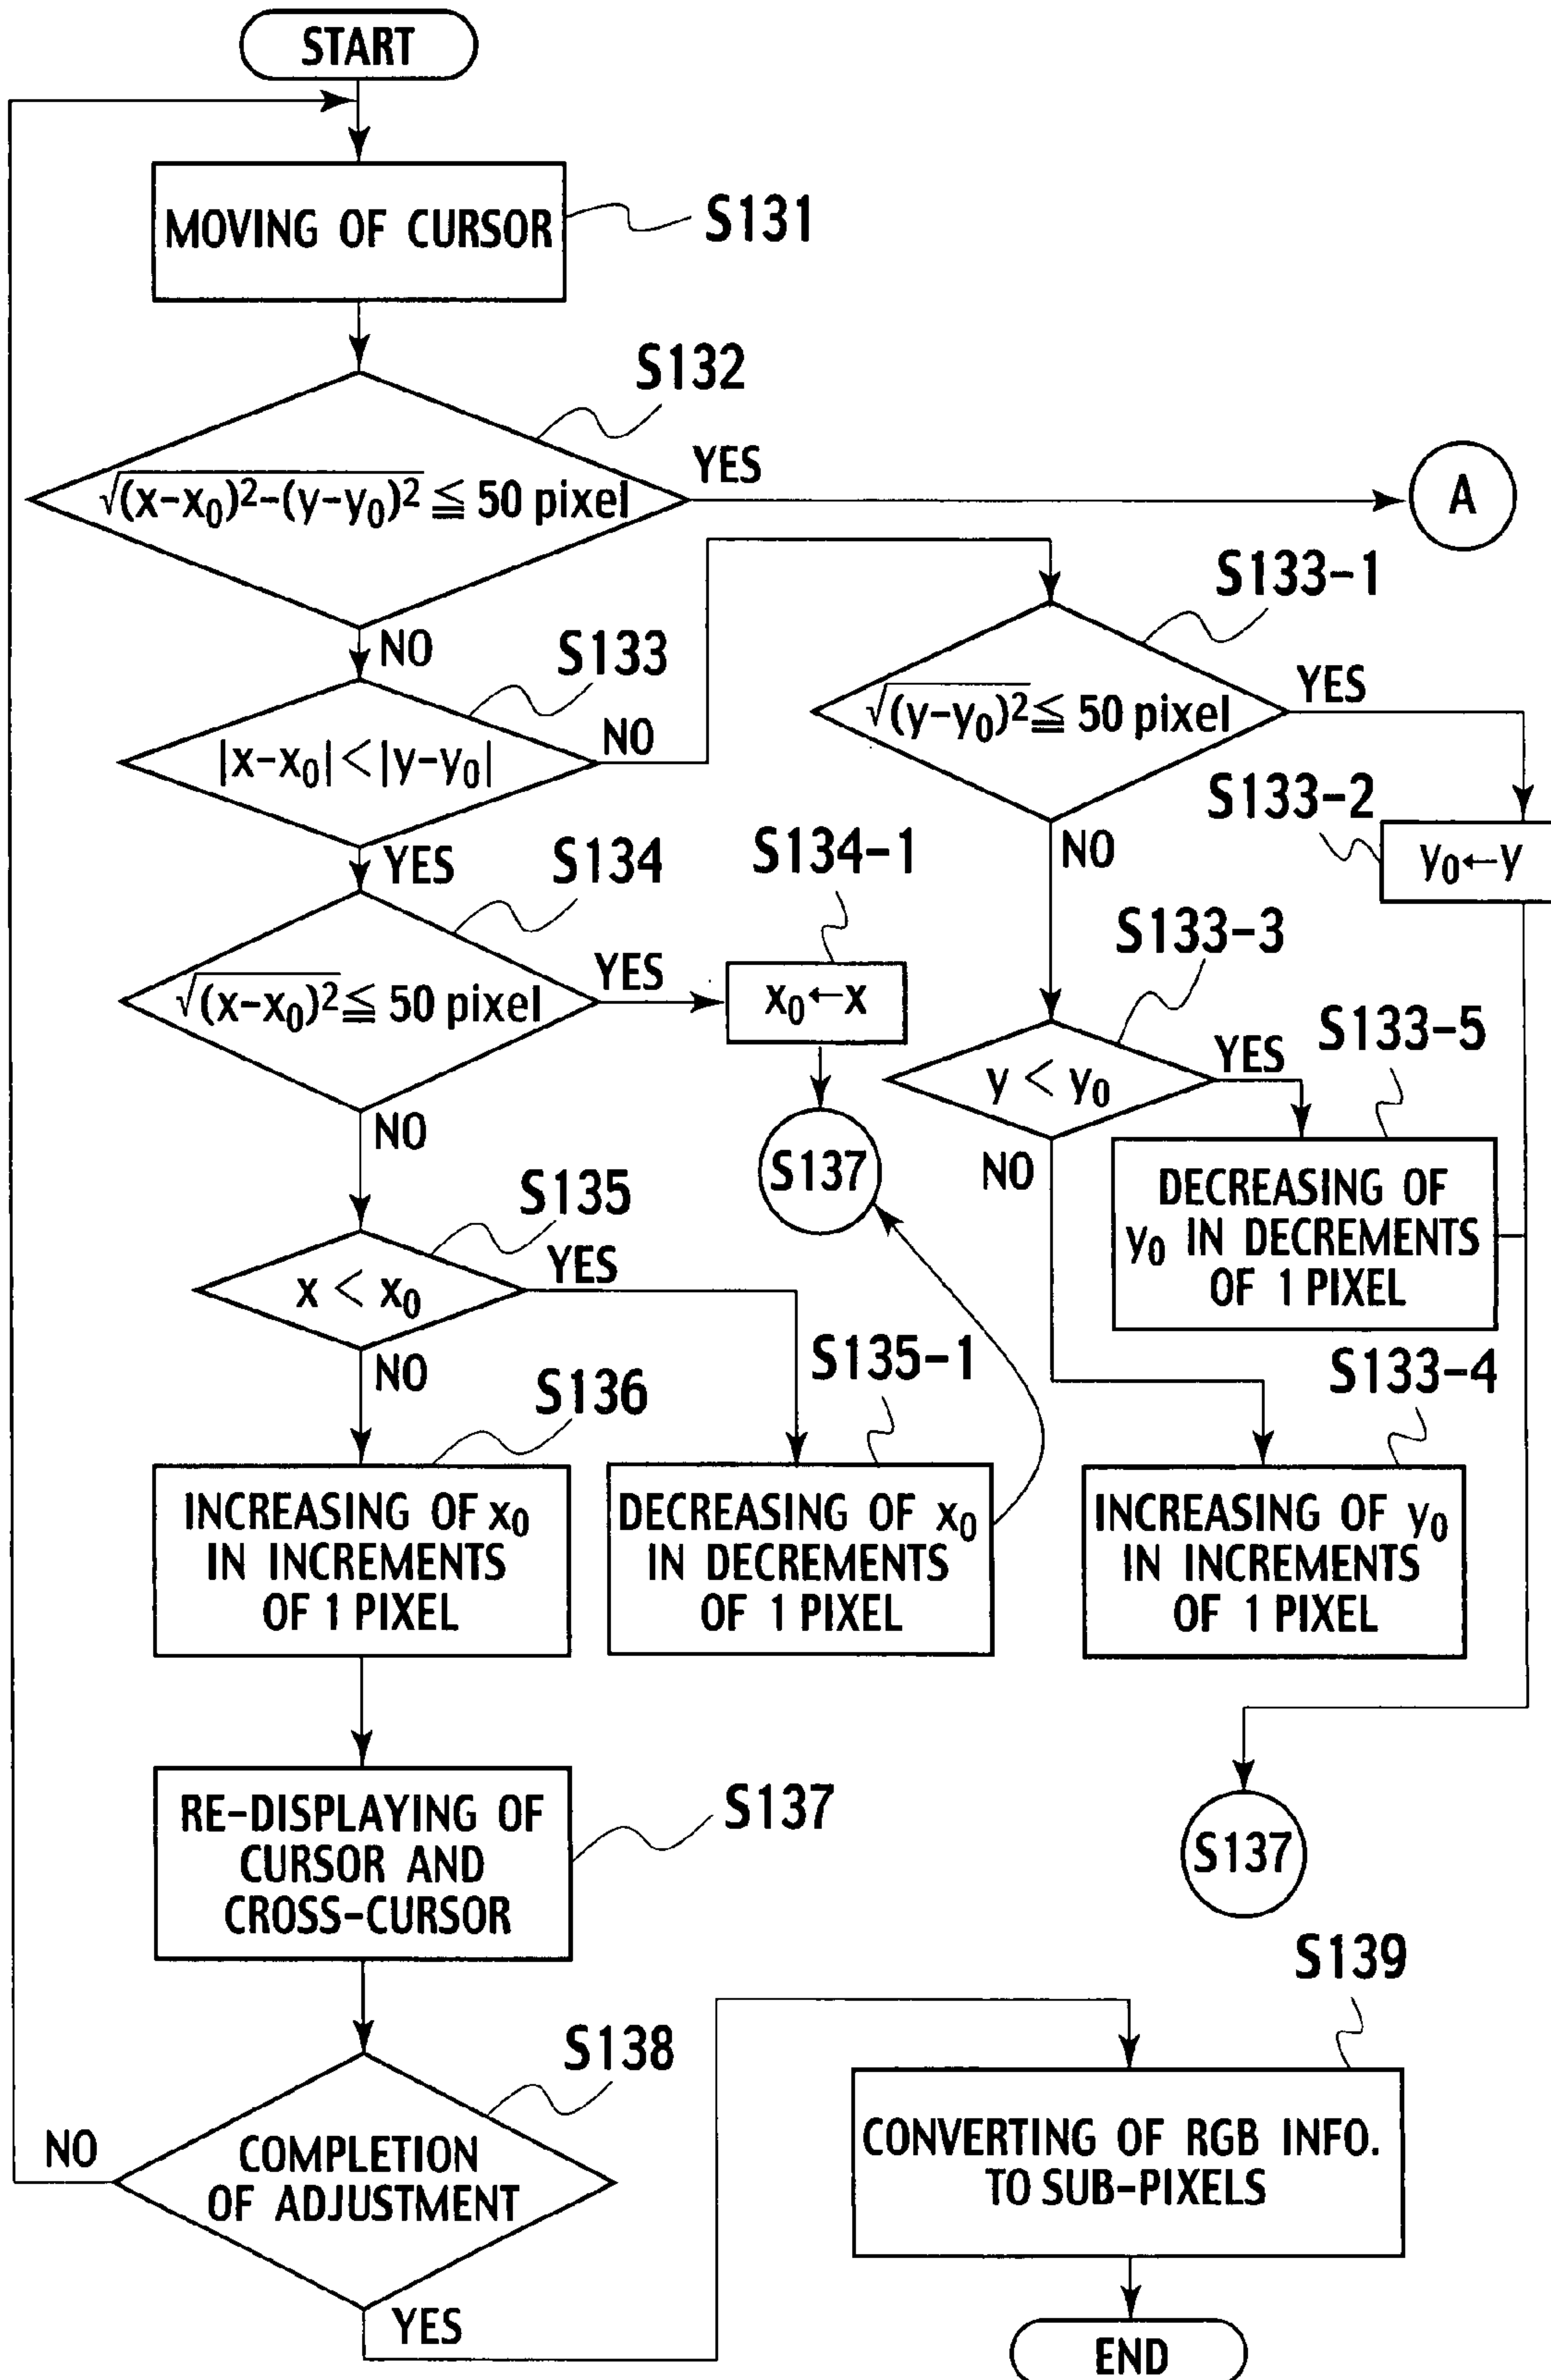 START
MOVING OF CURSOR
S131
S132
√(x-x₀)²-(y-y₀)² ≦ 50 pixel
YES
A
NO
S133
|x-x₀| < |y-y₀|
NO
S133-1
√(y-y₀)² ≦ 50 pixel
YES
S133-2
y₀←y
NO
YES
S134
√(x-x₀)² ≦ 50 pixel
YES
S134-1
x₀←x
S137
S133-3
y < y₀
YES
S133-5
DECREASING OF
y₀ IN DECREMENTS
OF 1 PIXEL
NO
S133-4
INCREASING OF y₀
IN INCREMENTS
OF 1 PIXEL
S137
NO
S135
x < x₀
YES
S135-1
DECREASING OF x₀
IN DECREMENTS
OF 1 PIXEL
NO
S136
INCREASING OF x₀
IN INCREMENTS
OF 1 PIXEL
RE-DISPLAYING OF
CURSOR AND
CROSS-CURSOR
S137
S138
COMPLETION
OF ADJUSTMENT
NO
YES
S139
CONVERTING OF RGB INFO.
TO SUB-PIXELS
END